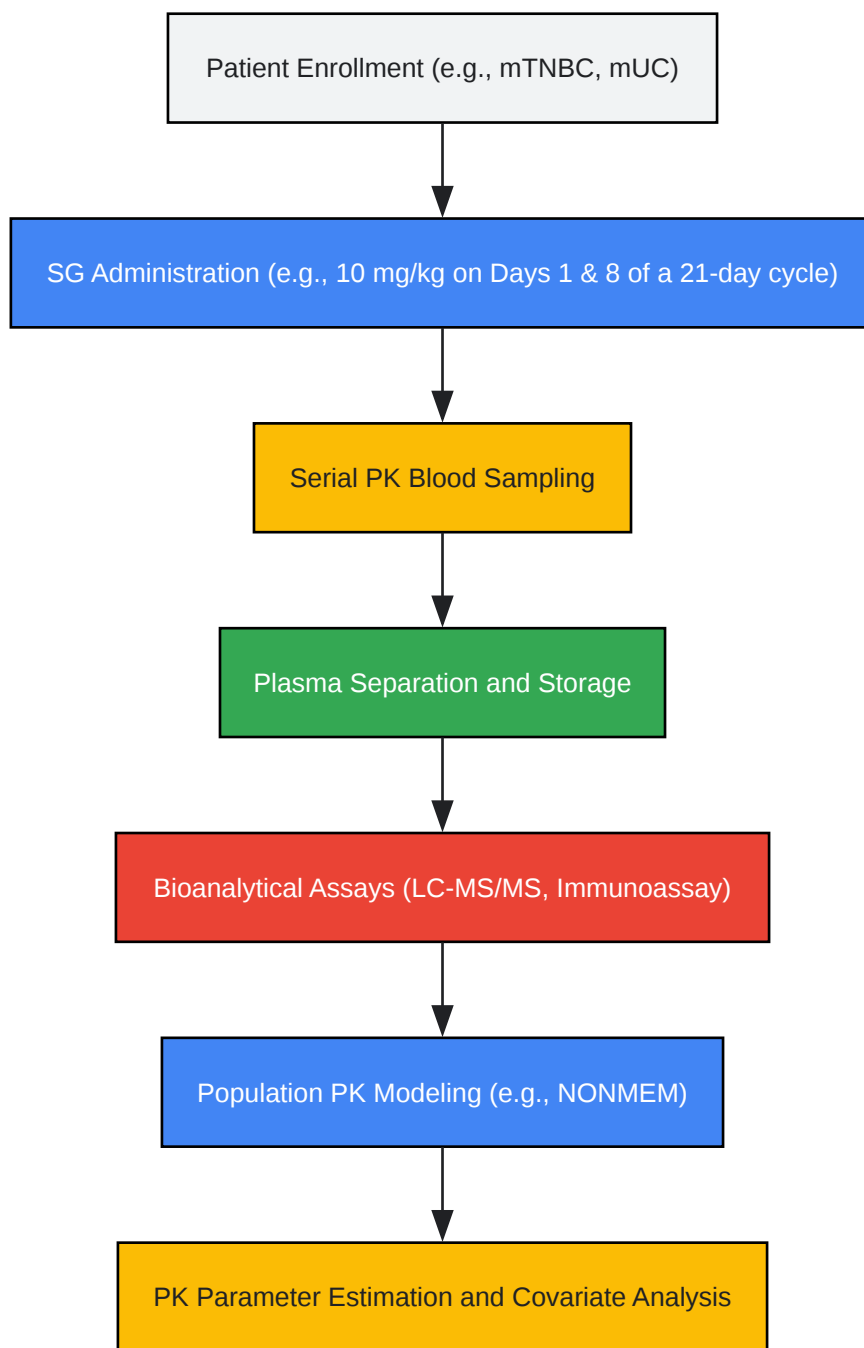 Patient Enrollment (e.g., mTNBC, mUC)
SG Administration (e.g., 10 mg/kg on Days 1 & 8 of a 21-day cycle)
Serial PK Blood Sampling
Plasma Separation and Storage
Bioanalytical Assays (LC-MS/MS, Immunoassay)
Population PK Modeling (e.g., NONMEM)
PK Parameter Estimation and Covariate Analysis